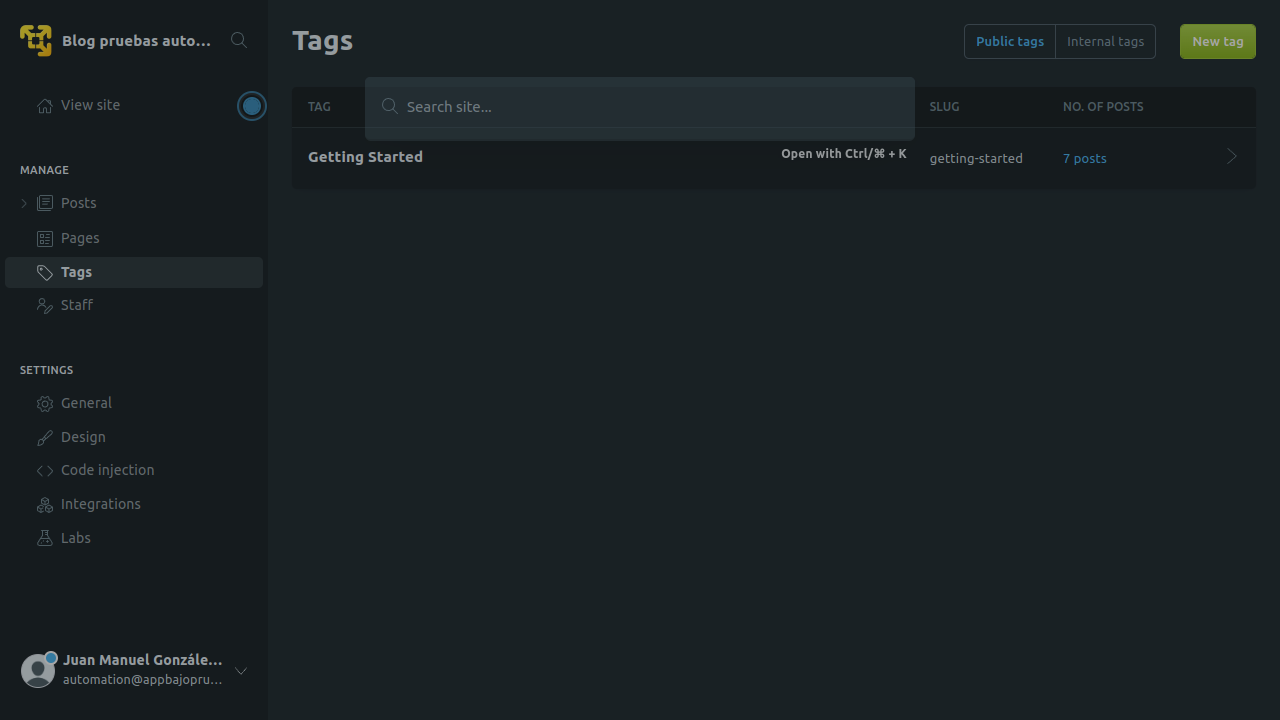 Blog pruebas auto...
View site
MANAGE
Posts
Pages
Tags
Staff
SETTINGS
General
Design
Code injection
Integrations
Labs
Juan Manuel Gonzále...
automation@appbajopru...
Tags
Public tags
Internal tags
New tag
Search site...
Open with Ctrl/⌘ + K
TAG
SLUG
NO. OF POSTS
Getting Started
getting-started
7 posts